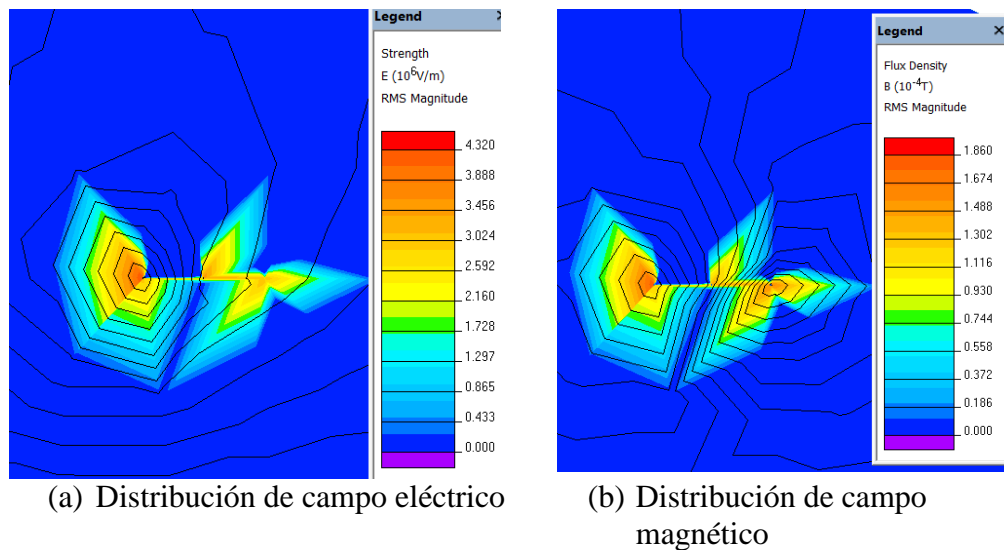 Legend ×
Strength
E (10⁶V/m)
RMS Magnitude
4.320
3.888
3.456
3.024
2.592
2.160
1.728
1.297
0.865
0.433
0.000
Legend ×
Flux Density
B (10⁻⁴T)
RMS Magnitude
1.860
1.674
1.488
1.302
1.116
0.930
0.744
0.558
0.372
0.186
0.000
(a) Distribución de campo eléctrico
(b) Distribución de campo
magnético